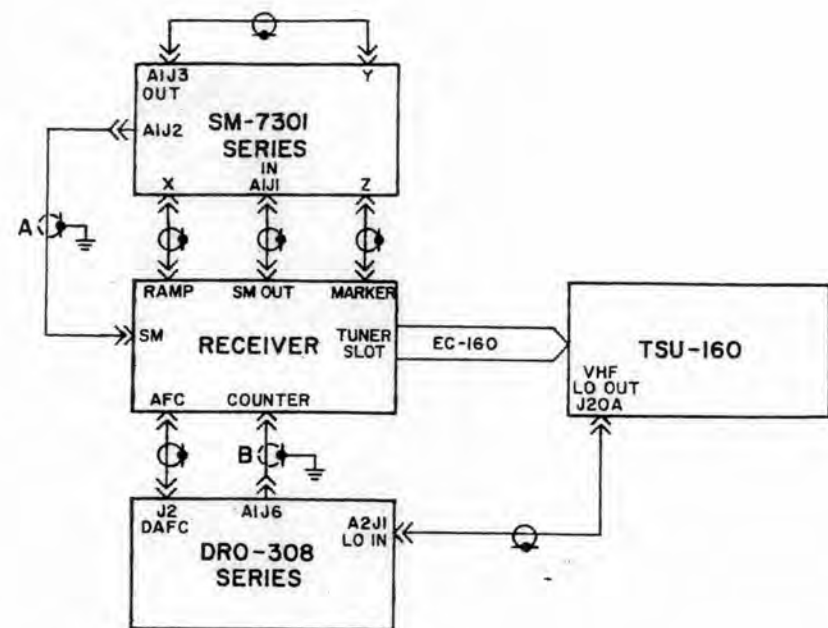 A1J3
OUT
Y
SM-7301
SERIES
A1J2
IN
X
A1J1
Z
A
RAMP
SM OUT
MARKER
SM
RECEIVER
TUNER
SLOT
EC-160
TSU-160
VHF
LO OUT
J20A
AFC
COUNTER
B
J2
DAFC
A1J6
A2J1
LO IN
DRO-308
SERIES